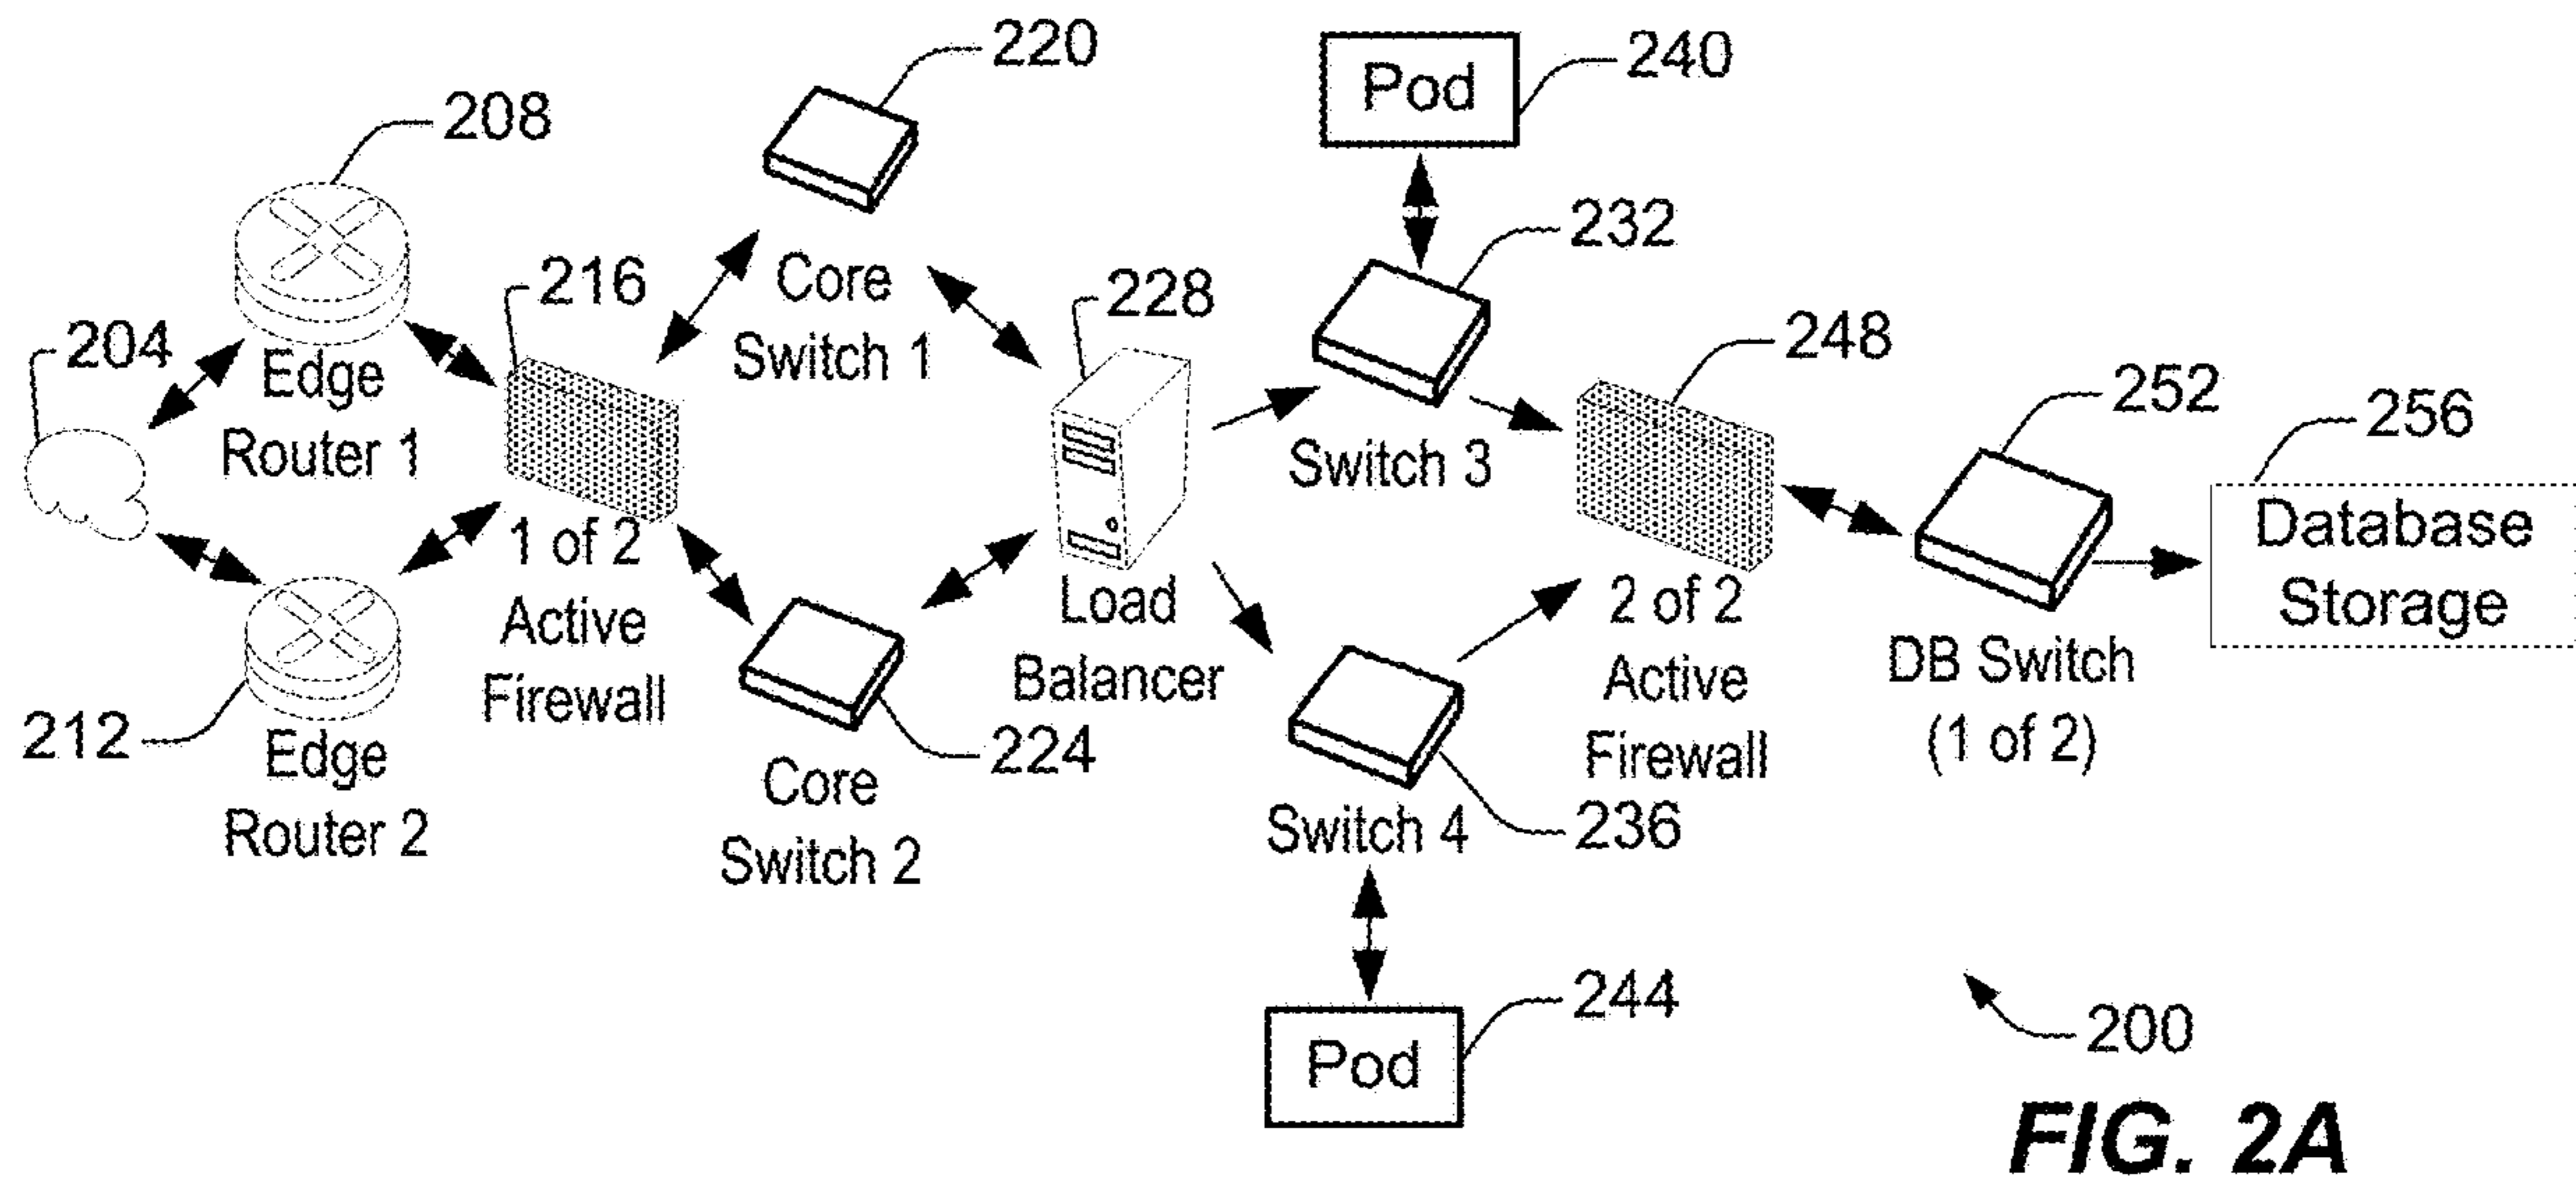 220
240
Pod
208
232
216
Core
Switch 1
228
248
204
Edge
Router 1
252
256
Switch 3
Database
Storage
1 of 2
Active
Firewall
Load
Balancer
2 of 2
Active
Firewall
DB Switch
(1 of 2)
212
Edge
Router 2
224
Core
Switch 2
Switch 4
236
Pod
244
200
FIG. 2A